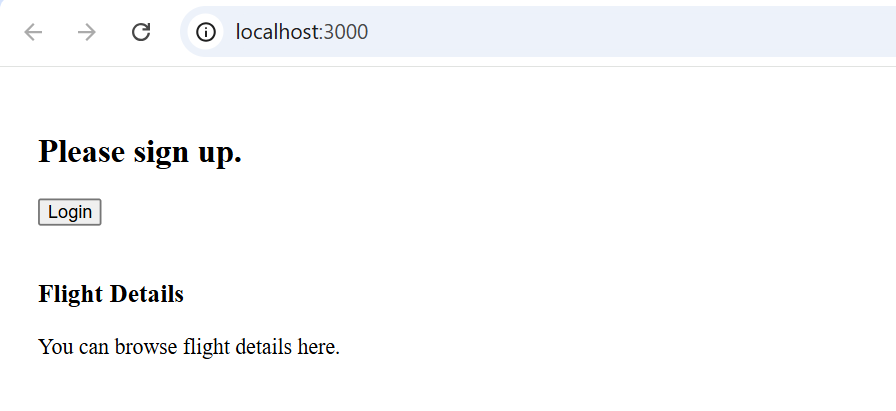 localhost:3000
Please sign up.
Login
Flight Details
You can browse flight details here.